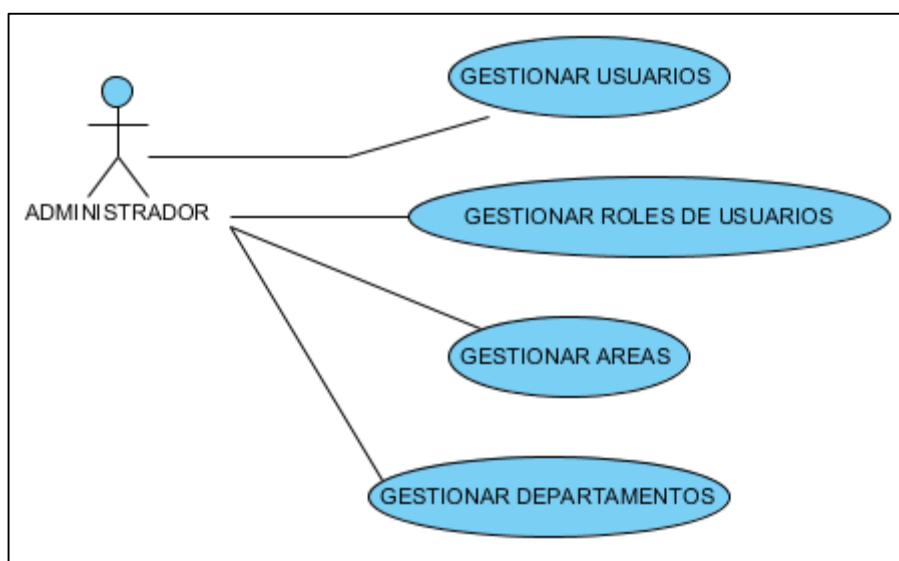 GESTIONAR USUARIOS
ADMINISTRADOR
GESTIONAR ROLES DE USUARIOS
GESTIONAR AREAS
GESTIONAR DEPARTAMENTOS